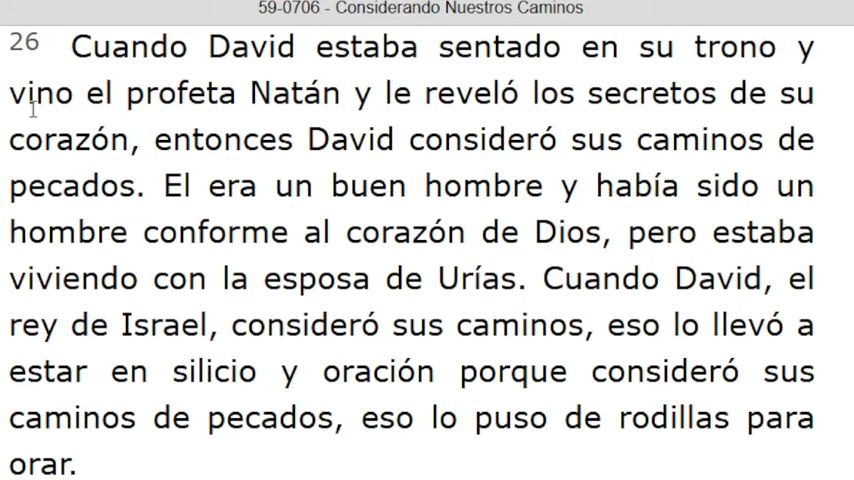 59-0706 - Considerando Nuestros Caminos
26 Cuando David estaba sentado en su trono y
vino el profeta Natán y le reveló los secretos de su
corazón, entonces David consideró sus caminos de
pecados. El era un buen hombre y había sido un
hombre conforme al corazón de Dios, pero estaba
viviendo con la esposa de Urías. Cuando David, el
rey de Israel, consideró sus caminos, eso lo llevó a
estar en silicio y oración porque consideró sus
caminos de pecados, eso lo puso de rodillas para
orar.